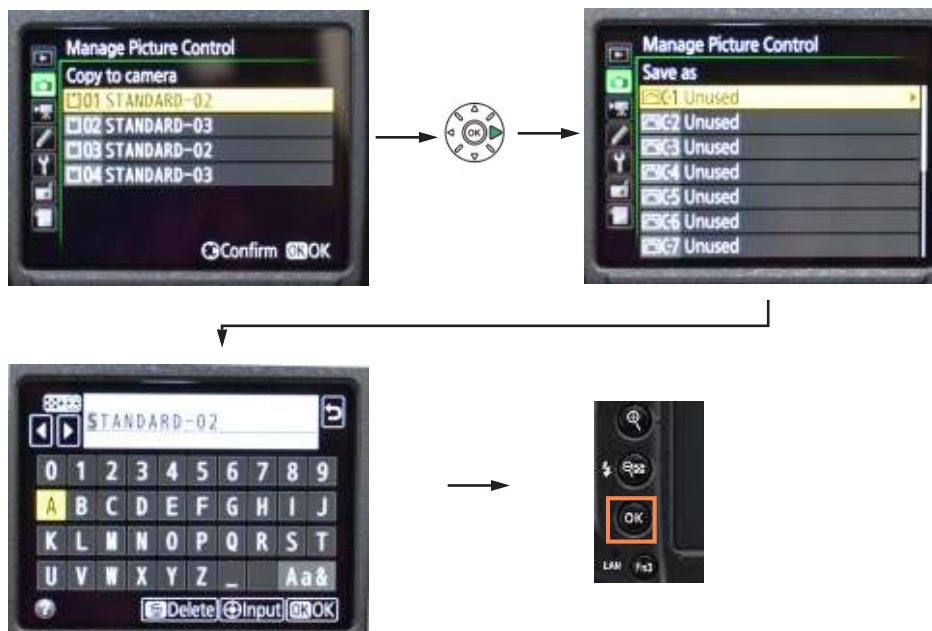 Manage Picture Control
Copy to camera
01 STANDARD-02
02 STANDARD-03
03 STANDARD-02
04 STANDARD-03
Confirm OK OK
OK
Manage Picture Control
Save as
C-1 Unused
C-2 Unused
C-3 Unused
C-4 Unused
C-5 Unused
C-6 Unused
C-7 Unused
STANDARD-02
0 1 2 3 4 5 6 7 8 9
A B C D E F G H I J
K L M N O P Q R S T
U V W X Y Z _ Aa&
? Delete Input OK OK
OK
LAN Fn3